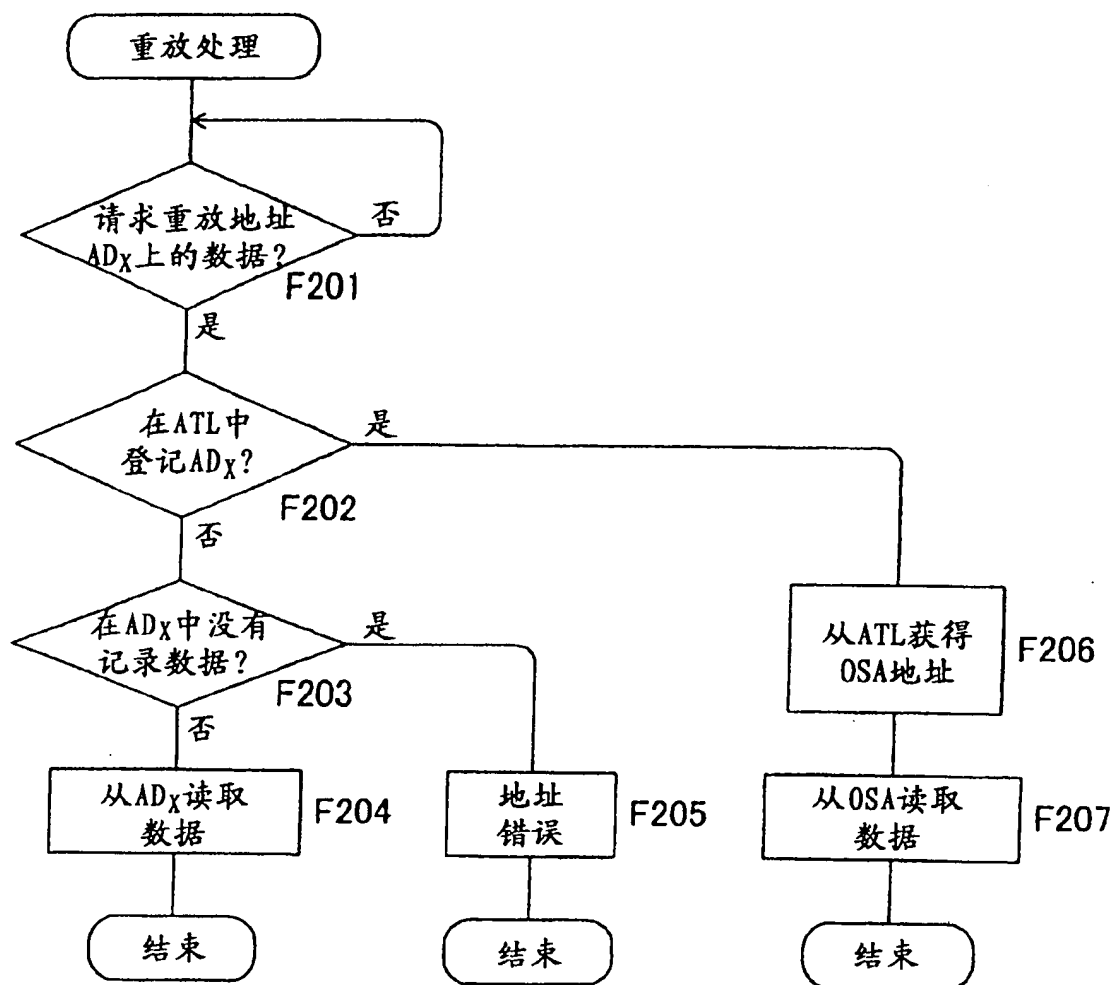 重放处理
请求重放地址
ADX上的数据？
否
F201
是
在ATL中
登记ADX？
是
F202
否
在ADX中没有
记录数据？
是
F203
否
从ATL获得
OSA地址
F206
从ADX读取
数据
F204
地址
错误
F205
从OSA读取
数据
F207
结束
结束
结束